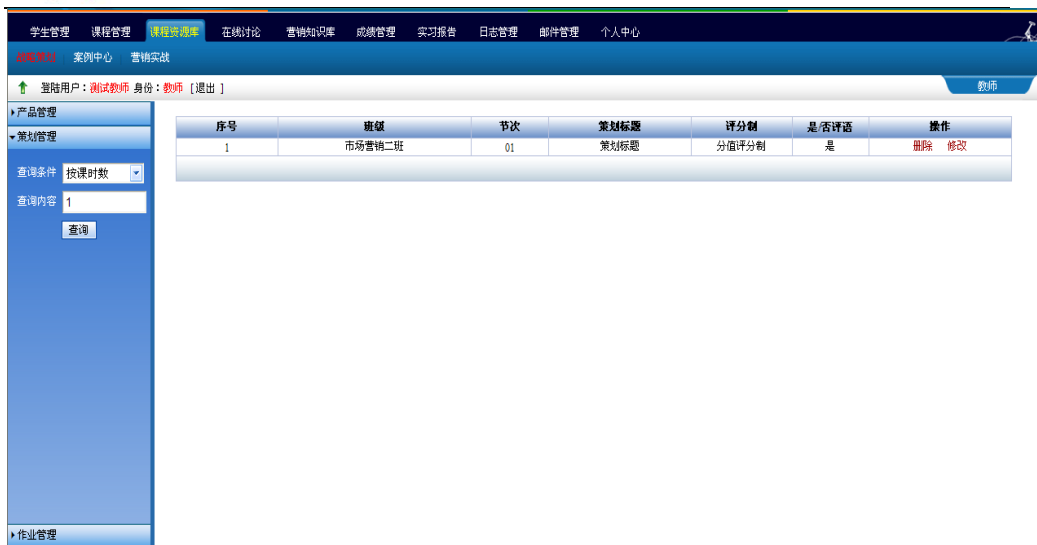 学生管理 课程管理 课程资源库 在线讨论 营销知识库 成绩管理 实习报告 日志管理 邮件管理 个人中心
案例中心 营销实战
登陆用户：测试教师 身份：教师 [退出 ] 教师
产品管理
策划管理
序号 班级 节次 策划标题 评分制 是/否评语 操作
1 市场营销二班 01 策划标题 分值评分制 是 删除 修改
查询条件 按课时数
查询内容 1
查询
作业管理